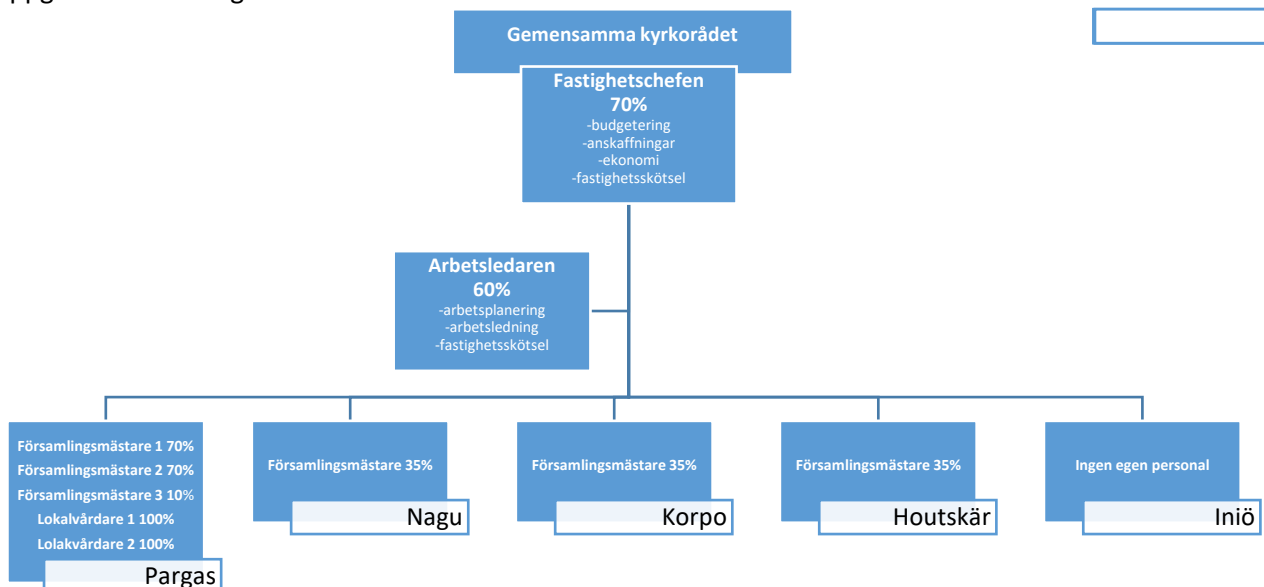 Gemensamma kyrkorådet
Fastighetschefen
70%
-budgetering
-anskaffningar
-ekonomi
-fastighetsskötsel
Arbetsledaren
60%
-arbetsplanering
-arbetsledning
-fastighetsskötsel
Församlingsmästare 1 70%
Församlingsmästare 2 70%
Församlingsmästare 3 10%
Lokalvårdare 1 100%
Lolakvårdare 2 100%
Pargas
Församlingsmästare 35%
Nagu
Församlingsmästare 35%
Korpo
Församlingsmästare 35%
Houtskär
Ingen egen personal
Iniö